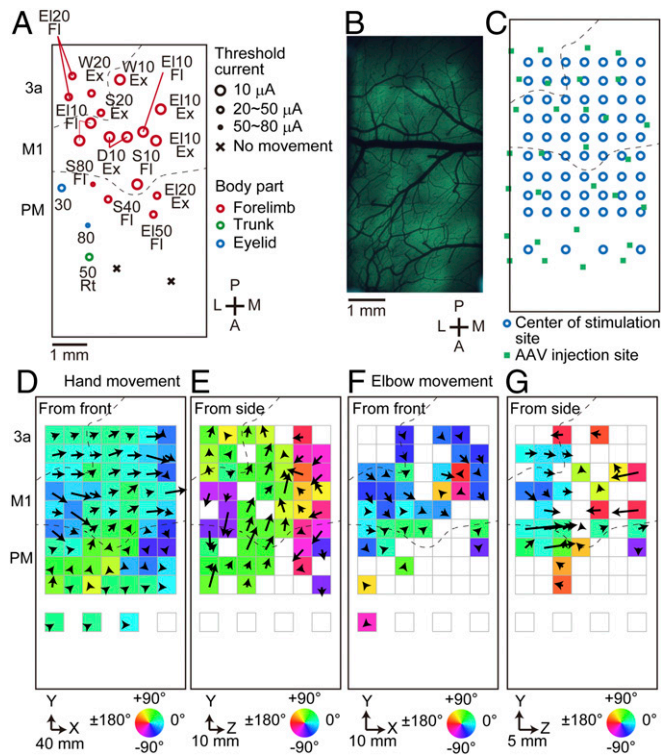 A
El20
Fl
W20
Ex
W10
Ex
El10
Fl
3a
S20
Ex
El10
Ex
El10
Fl
M1
D10
Ex
S10
Fl
El10
Ex
S80
Fl
PM
30
S40
Fl
El20
Ex
El50
Fl
80
50
Rt
1 mm
Threshold
current
10 μA
20~50 μA
50~80 μA
No movement
Body part
Forelimb
Trunk
Eyelid
P
L M
A
B
1 mm
P
L M
A
C
Center of stimulation
site
AAV injection site
D Hand movement
From front
3a
M1
PM
Y
X
40 mm
+90°
±180° 0°
-90°
E
From side
Y
Z
10 mm
+90°
±180° 0°
-90°
F Elbow movement
From front
Y
X
10 mm
+90°
±180° 0°
-90°
G
From side
Y
Z
5 mm
+90°
±180° 0°
-90°